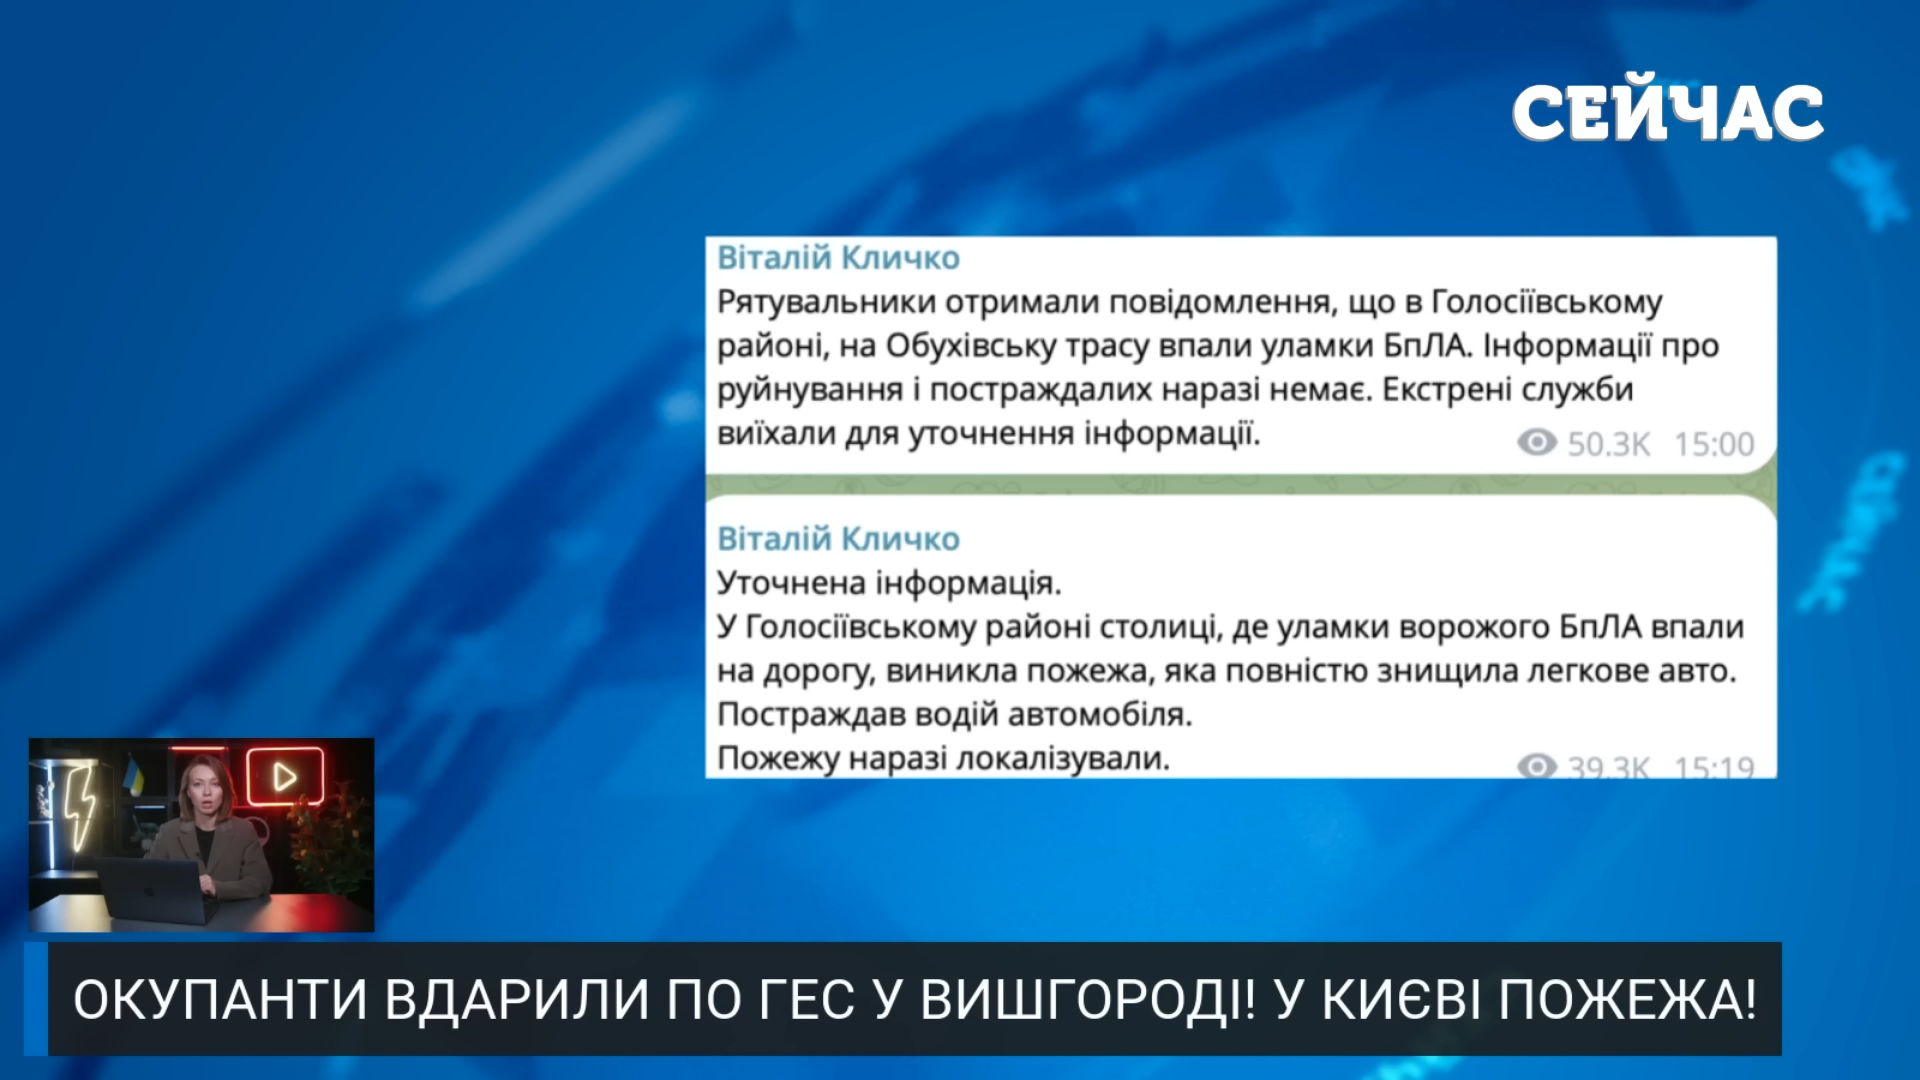 СЕЙЧАС
Віталій Кличко
Рятувальники отримали повідомлення, що в Голосіївському
районі, на Обухівську трасу впали уламки БпЛА. Інформації про
руйнування і постраждалих наразі немає. Екстрені служби
виїхали для уточнення інформації.
50.3K 15:00
Віталій Кличко
Уточнена інформація.
У Голосіївському районі столиці, де уламки ворожого БпЛА впали
на дорогу, виникла пожежа, яка повністю знищила легкове авто.
Постраждав водій автомобіля.
Пожежу наразі локалізували.
39.3K 15:19
ОКУПАНТИ ВДАРИЛИ ПО ГЕС У ВИШГОРОДІ! У КИЄВІ ПОЖЕЖА!